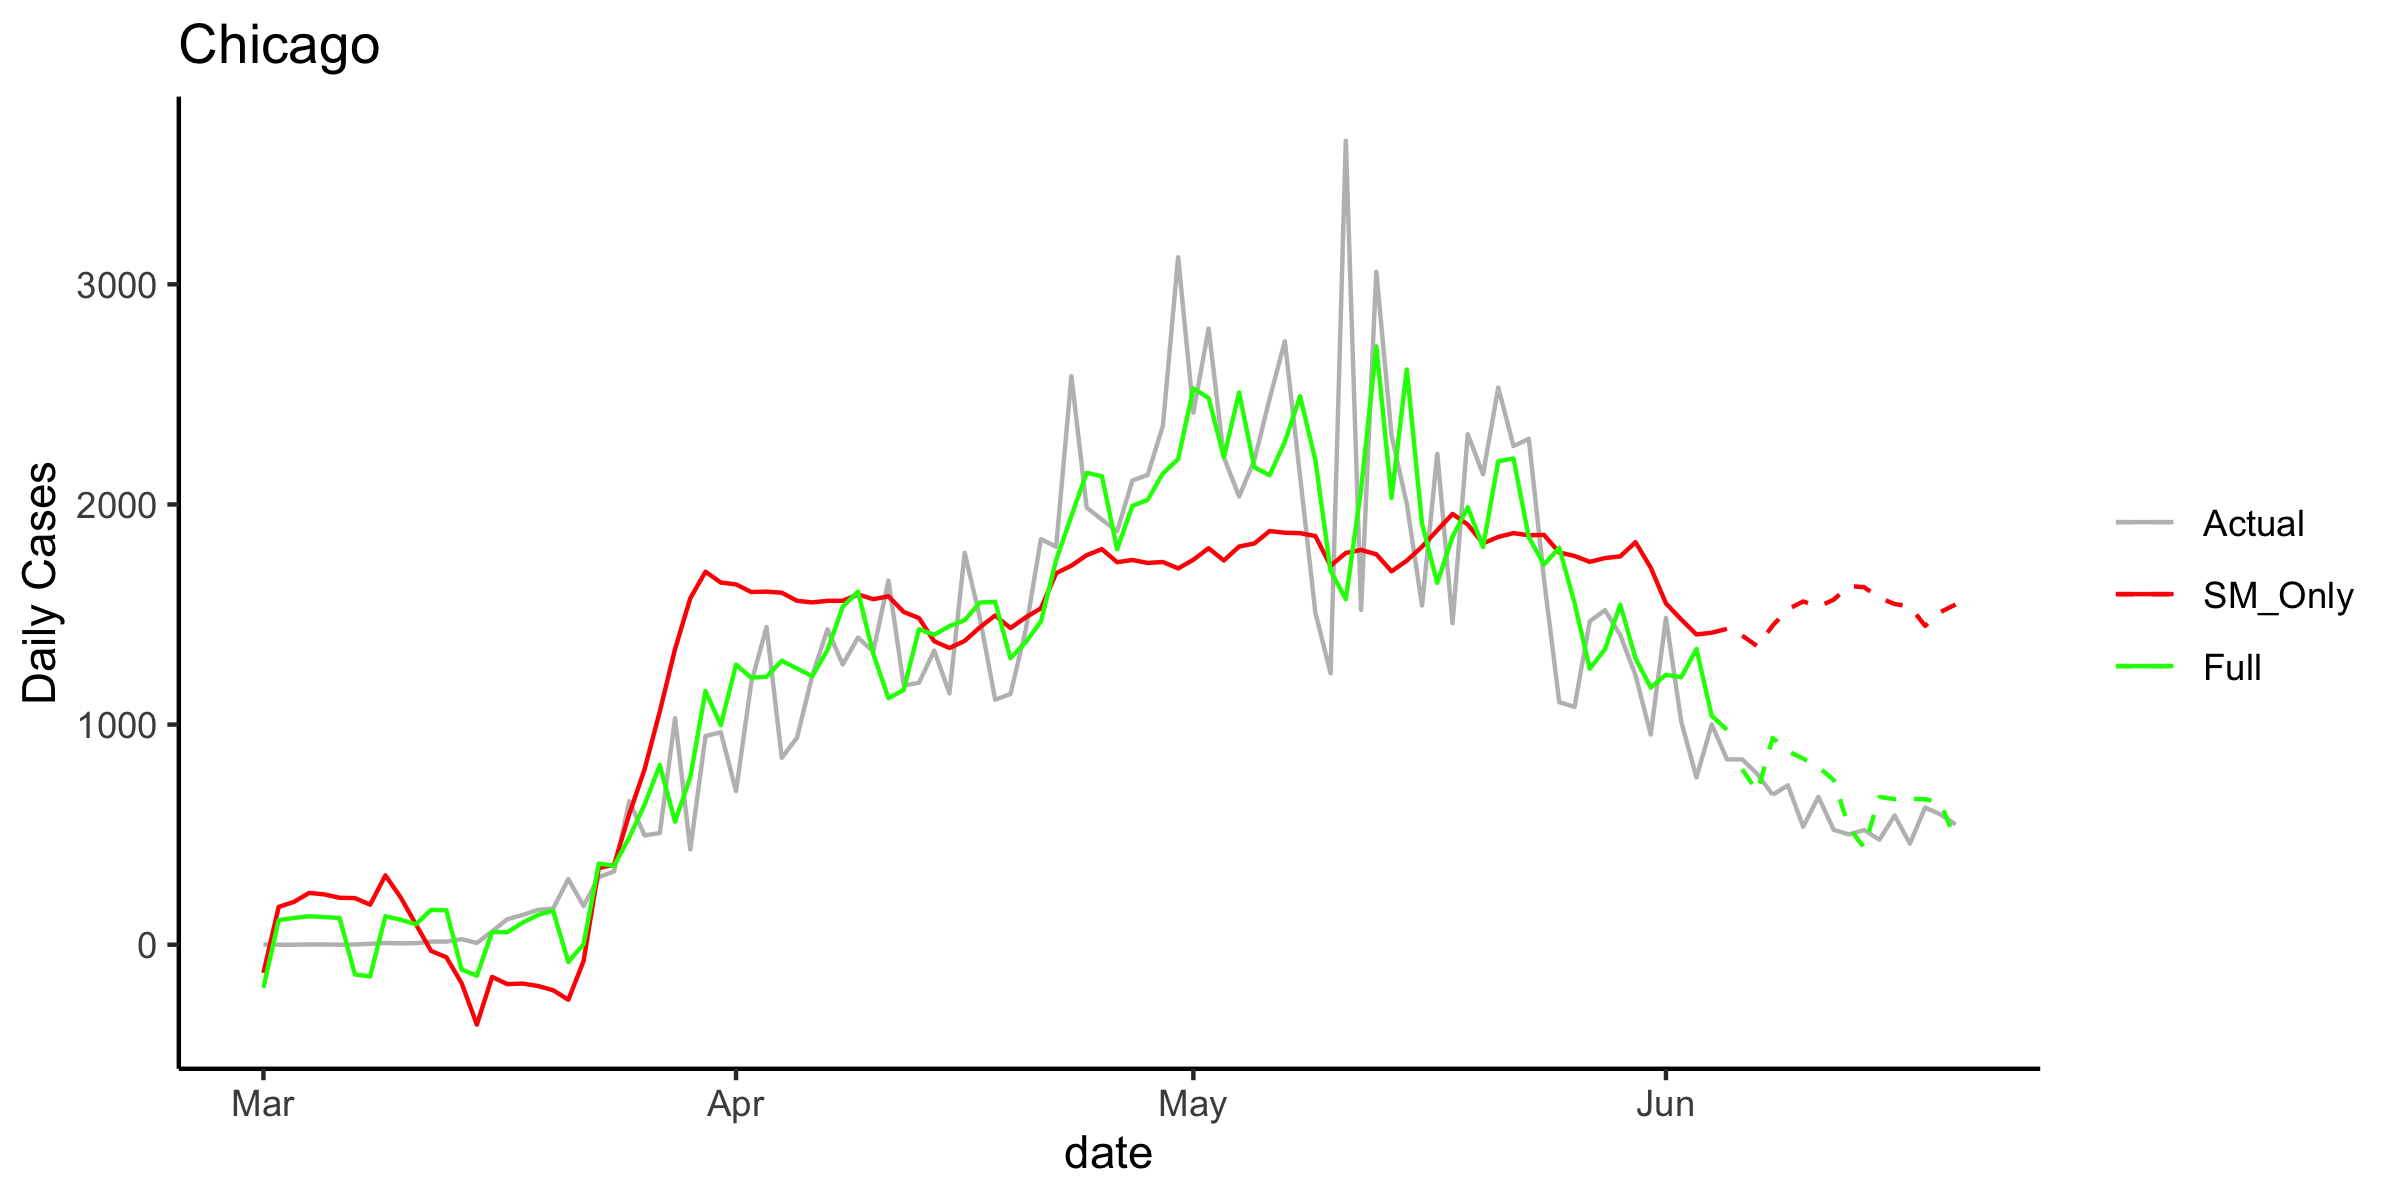 Chicago
Daily Cases
3000
2000
1000
0
Mar Apr May Jun
date
Actual
SM_Only
Full